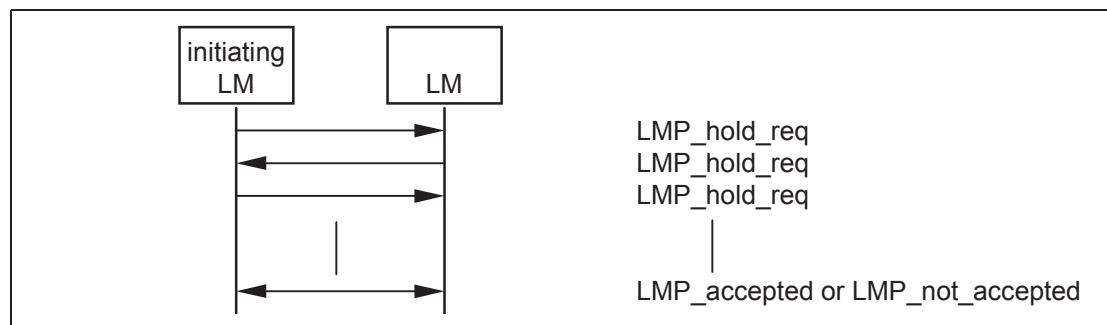 initiating
LM
LM
LMP_hold_req
LMP_hold_req
LMP_hold_req
LMP_accepted or LMP_not_accepted